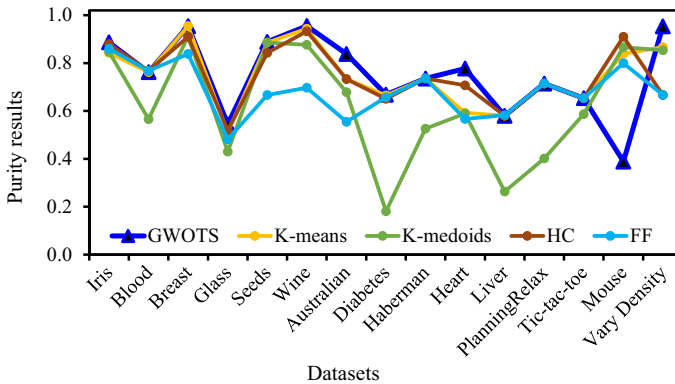 Purity results
1.0
0.8
0.6
0.4
0.2
0.0
GWOTS K-means K-medoids HC FF
Iris
Blood
Breast
Glass
Seeds
Wine
Australian
Diabetes
Haberman
Heart
Liver
PlanningRelax
Tic-tac-toe
Mouse
Vary Density
Datasets